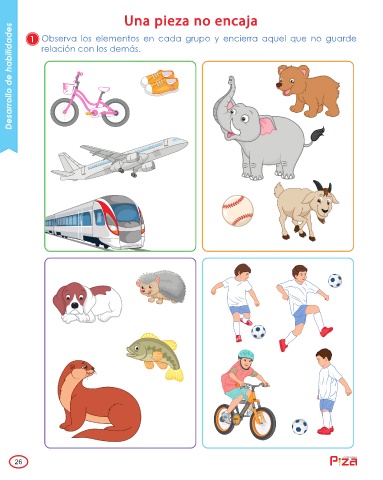 Una pieza no encaja
1 Observa los elementos en cada grupo y encierra aquel que no guarde
relación con los demás.
Desarrollo de habilidades
26